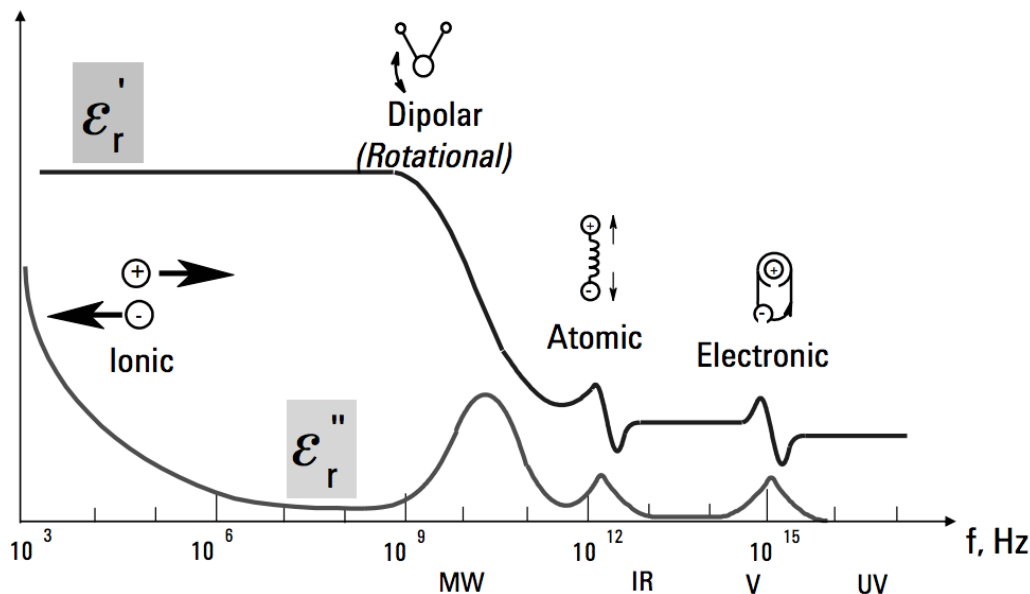 ε'r
Dipolar
(Rotational)
+
-
Ionic
+
-
Atomic
+
-
Electronic
ε"r
10 3
10 6
10 9
10 12
10 15
f, Hz
MW
IR
V
UV